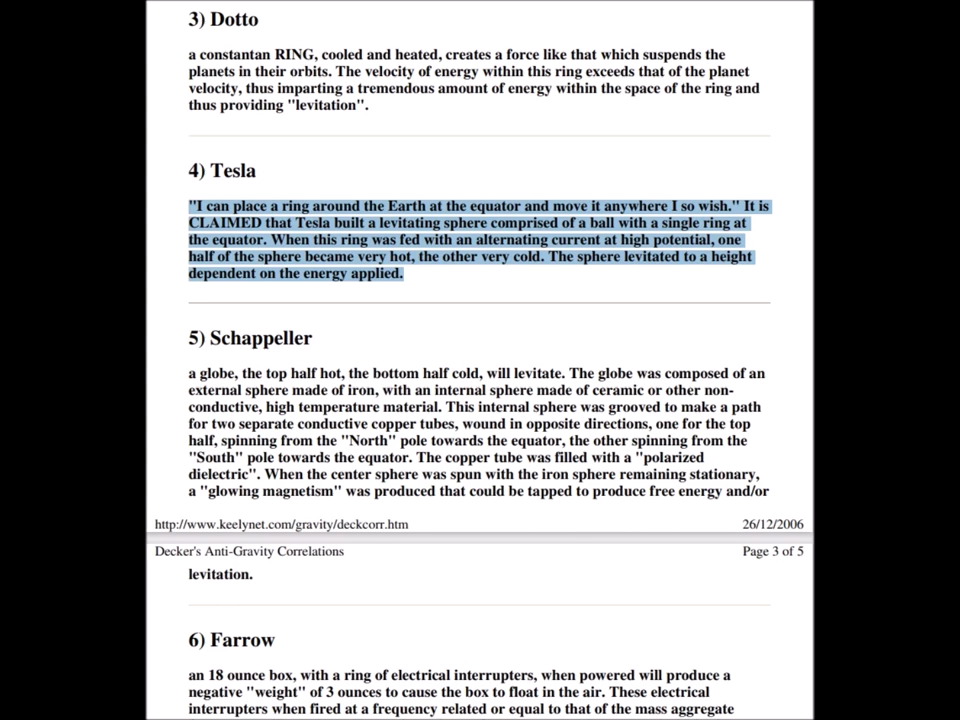 3) Dotto
a constantan RING, cooled and heated, creates a force like that which suspends the
planets in their orbits. The velocity of energy within this ring exceeds that of the planet
velocity, thus imparting a tremendous amount of energy within the space of the ring and
thus providing "levitation".
4) Tesla
"I can place a ring around the Earth at the equator and move it anywhere I so wish." It is
CLAIMED that Tesla built a levitating sphere comprised of a ball with a single ring at
the equator. When this ring was fed with an alternating current at high potential, one
half of the sphere became very hot, the other very cold. The sphere levitated to a height
dependent on the energy applied.
5) Schappeller
a globe, the top half hot, the bottom half cold, will levitate. The globe was composed of an
external sphere made of iron, with an internal sphere made of ceramic or other non-
conductive, high temperature material. This internal sphere was grooved to make a path
for two separate conductive copper tubes, wound in opposite directions, one for the top
half, spinning from the "North" pole towards the equator, the other spinning from the
"South" pole towards the equator. The copper tube was filled with a "polarized
dielectric". When the center sphere was spun with the iron sphere remaining stationary,
a "glowing magnetism" was produced that could be tapped to produce free energy and/or
http://www.keelynet.com/gravity/deckcorr.htm 26/12/2006
Decker's Anti-Gravity Correlations Page 3 of 5
levitation.
6) Farrow
an 18 ounce box, with a ring of electrical interrupters, when powered will produce a
negative "weight" of 3 ounces to cause the box to float in the air. These electrical
interrupters when fired at a frequency related or equal to that of the mass aggregate